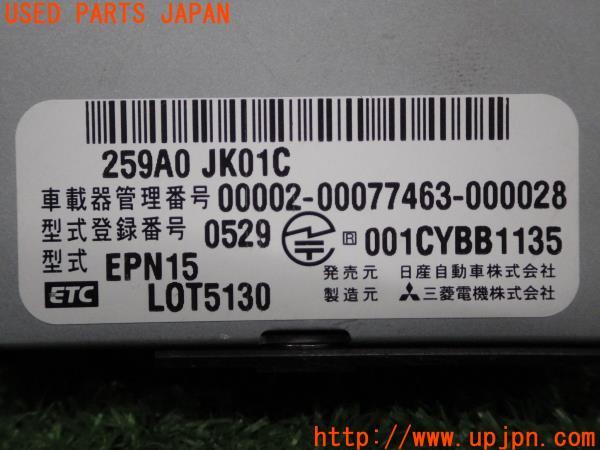 USED PARTS JAPAN
259A0 JK01C
車載器管理番号 00002-00077463-000028
型式登録番号 0529 R 001CYBB1135
型式 EPN15 発売元 日産自動車株式会社
ETC LOT5130 製造元 三菱電機株式会社
http://www.upjpn.com/